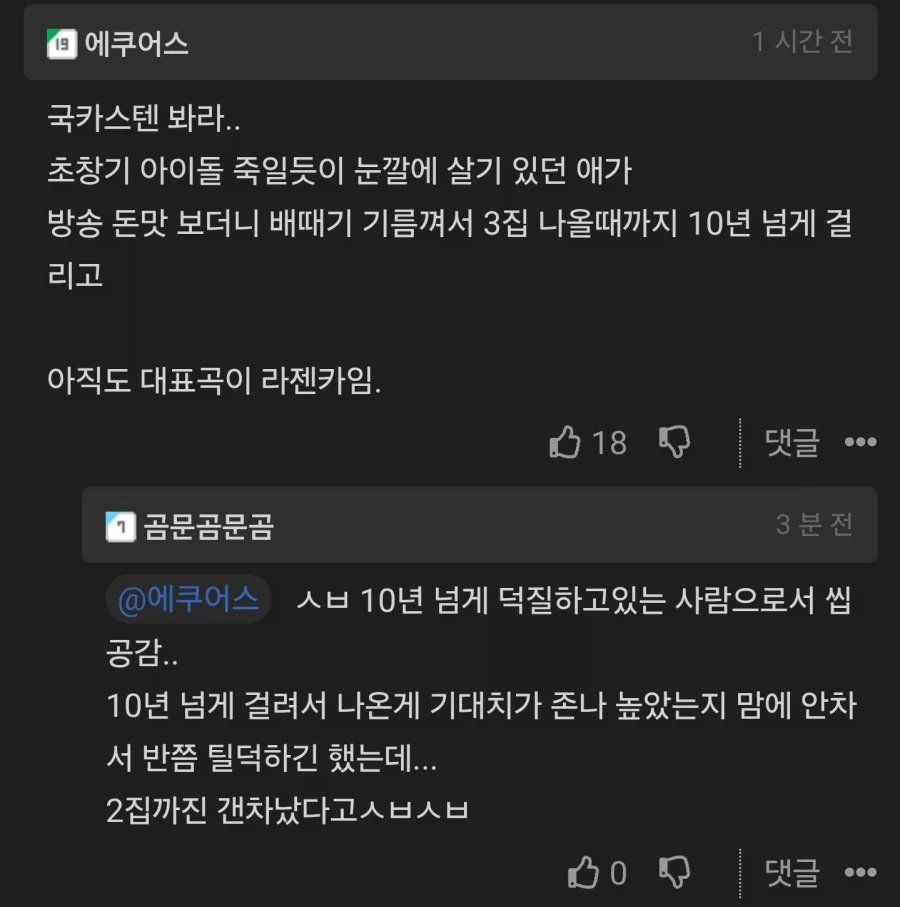 19 에쿠어스 1 시간 전
국카스텐 봐라..
초창기 아이돌 죽일듯이 눈깔에 살기 있던 애가
방송 돈맛 보더니 배때기 기름껴서 3집 나올때까지 10년 넘게 걸
리고
아직도 대표곡이 라젠카임.
18 댓글
7 곰문곰문곰 3 분 전
@에쿠어스 ㅅㅂ 10년 넘게 덕질하고있는 사람으로서 씹
공감..
10년 넘게 걸려서 나온게 기대치가 존나 높았는지 맘에 안차
서 반쯤 틸덕하긴 했는데...
2집까진 갠차났다고ㅅㅂㅅㅂ
0 댓글